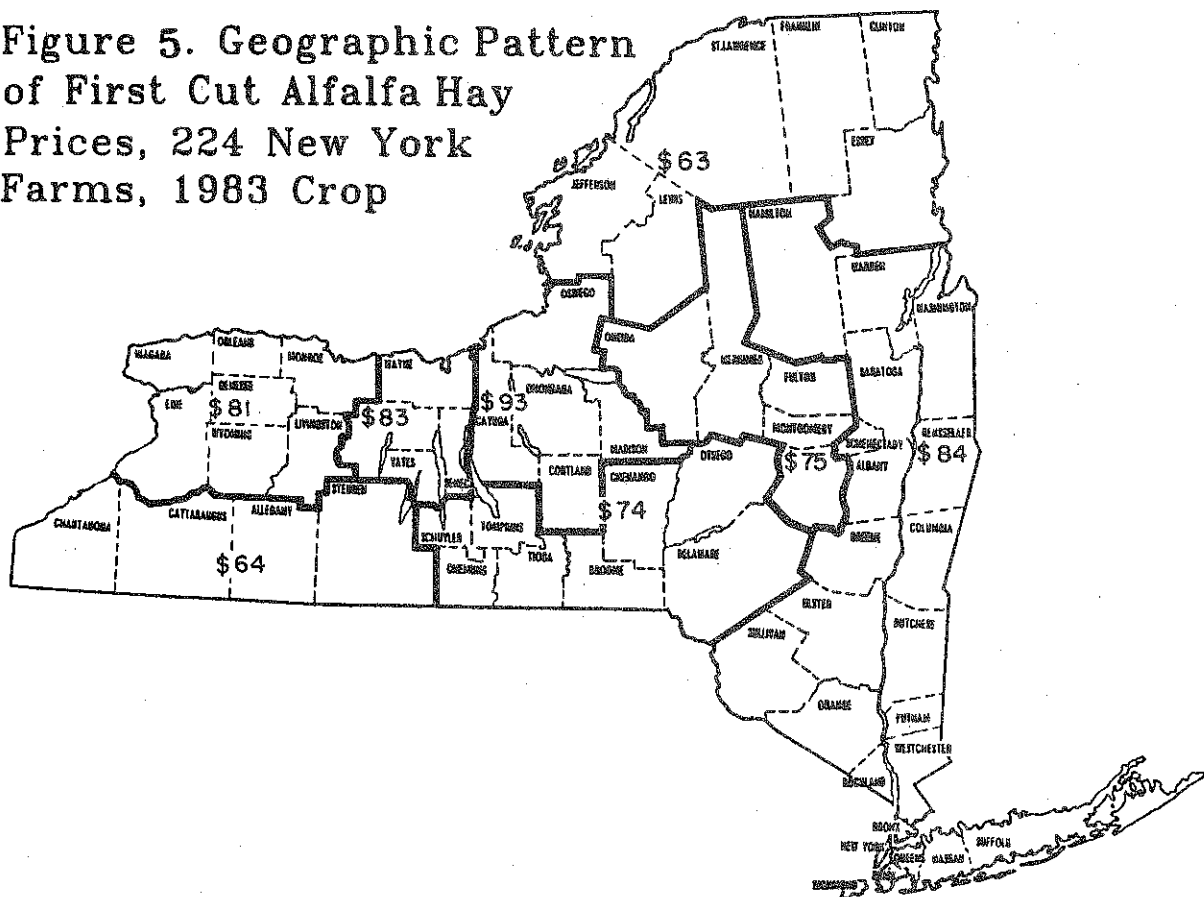 Figure 5. Geographic Pattern
of First Cut Alfalfa Hay
Prices, 224 New York
Farms, 1983 Crop
ST.LAWRENCE
FRANKLIN
CLINTON
ESSEX
$63
JEFFERSON
LEWIS
HAMILTON
WARREN
WASHINGTON
OSWEGO
ONEIDA
HERKIMER
FULTON
SARATOGA
NIAGARA
ORLEANS
MONROE
WAYNE
GENESEE
ERIE
$81
WYOMING
LIVINGSTON
$83
YATES
SENECA
$93
CAYUGA
ONONDAGA
MADISON
CORTLAND
CHENANGO
$74
OTSEGO
MONTGOMERY
$75
SCHENECTADY
ALBANY
RENSSELAER
$84
CHAUTAUQUA
CATTARAUGUS
ALLEGANY
STEUBEN
$64
SCHUYLER
TOMPKINS
CHEMUNG
TIOGA
BROOME
DELAWARE
GREENE
COLUMBIA
ULSTER
DUTCHESS
SULLIVAN
ORANGE
PUTNAM
WESTCHESTER
ROCKLAND
BRONX
NEW YORK
QUEENS
NASSAU
SUFFOLK
RICHMOND